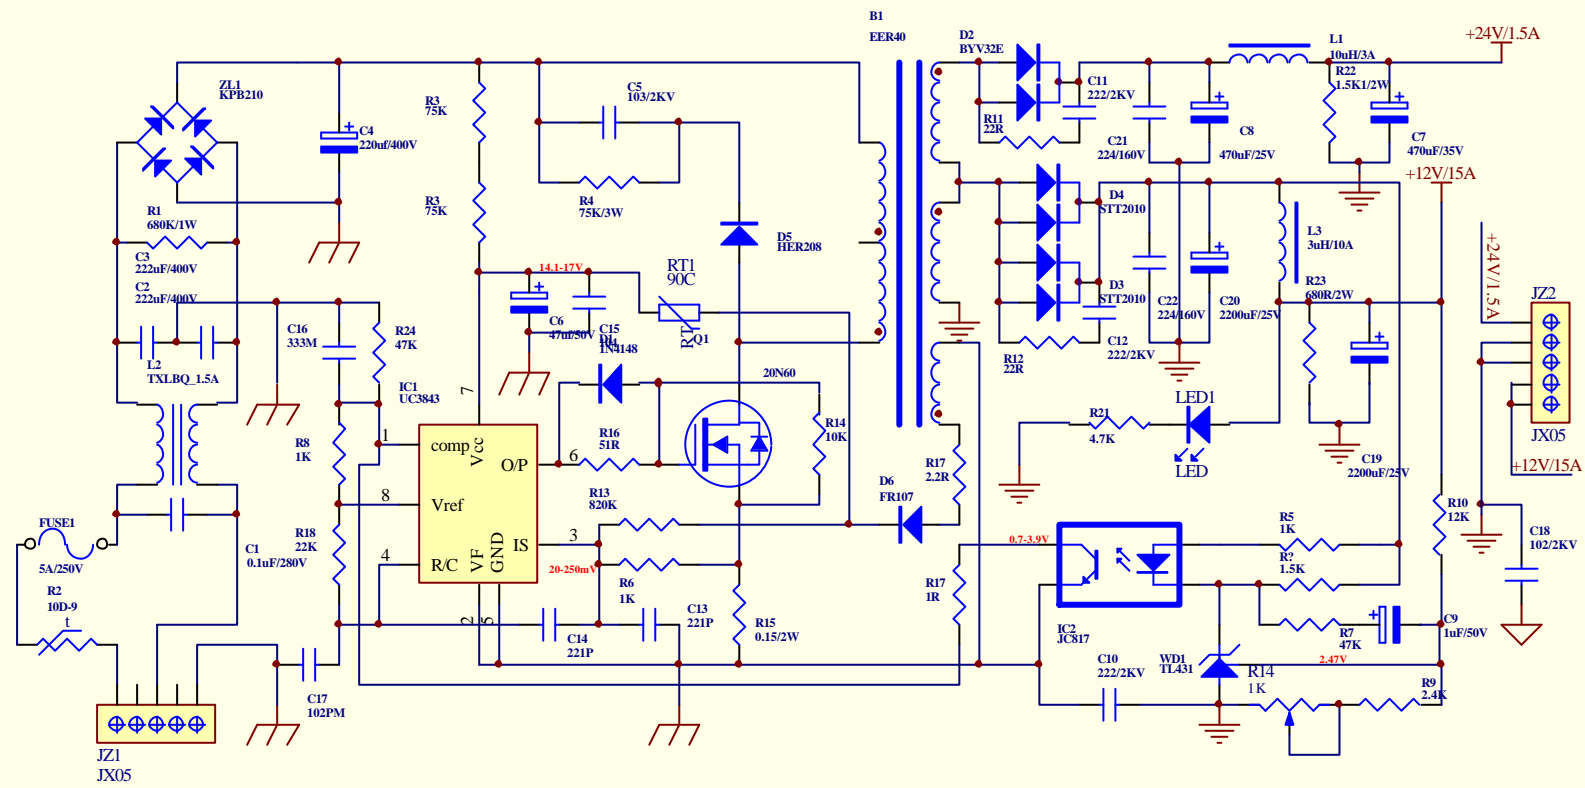 B1
EER40
D2
BYV32E
L1
10uH/3A
+24V/1.5A
ZL1
KPB210
C4
220uf/400V
R3
75K
C5
103/2KV
R4
75K/3W
R3
75K
D5
HER208
C11
222/2KV
R11
22R
C21
224/160V
C8
470uF/25V
R22
1.5K1/2W
C7
470uF/35V
+12V/15A
R1
680K/1W
C3
222uF/400V
C2
222uF/400V
D4
STT2010
L3
3uH/10A
+24V/1.5A
JZ2
JX05
14.1-17V
RT1
90C
RT
D3
STT2010
R23
680R/2W
C16
333M
R24
47K
C6
47uf/50V
C15
104
D1
1N4148
Q1
20N60
C22
224/160V
C20
2200uF/25V
C12
222/2KV
R12
22R
L2
TXLBQ_1.5A
IC1
UC3843
7
1
comp
Vcc
O/P
6
8
Vref
4
R/C
VF
GND
IS
3
2
5
R16
51R
R14
10K
R21
4.7K
LED1
LED
C19
2200uF/25V
+12V/15A
R8
1K
R18
22K
R13
820K
20-250mV
R6
1K
D6
FR107
R17
2.2R
R17
1R
0.7-3.9V
R5
1K
R?
1.5K
R10
12K
C18
102/2KV
FUSE1
5A/250V
R2
10D-9
t
C1
0.1uF/280V
C14
221P
C13
221P
R15
0.15/2W
IC2
JC817
R7
47K
C9
1uF/50V
2.47V
C10
222/2KV
WD1
TL431
R14
1K
R9
2.4K
C17
102PM
JZ1
JX05